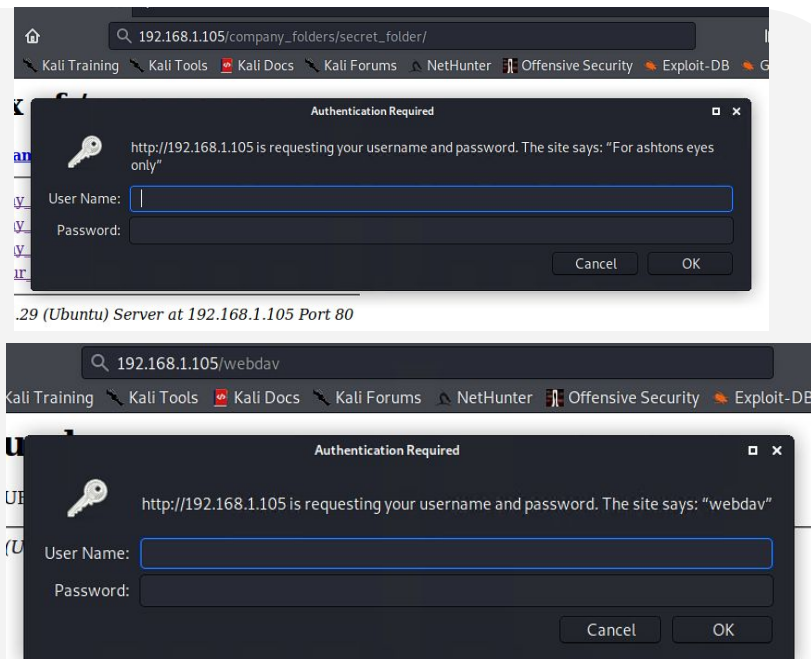 192.168.1.105/company_folders/secret_folder/
Kali Training Kali Tools Kali Docs Kali Forums NetHunter Offensive Security Exploit-DB G
Authentication Required
http://192.168.1.105 is requesting your username and password. The site says: “For ashtons eyes
only”
User Name:
Password:
Cancel OK
.29 (Ubuntu) Server at 192.168.1.105 Port 80
192.168.1.105/webdav
Kali Training Kali Tools Kali Docs Kali Forums NetHunter Offensive Security Exploit-DB
Authentication Required
http://192.168.1.105 is requesting your username and password. The site says: “webdav”
User Name:
Password:
Cancel OK